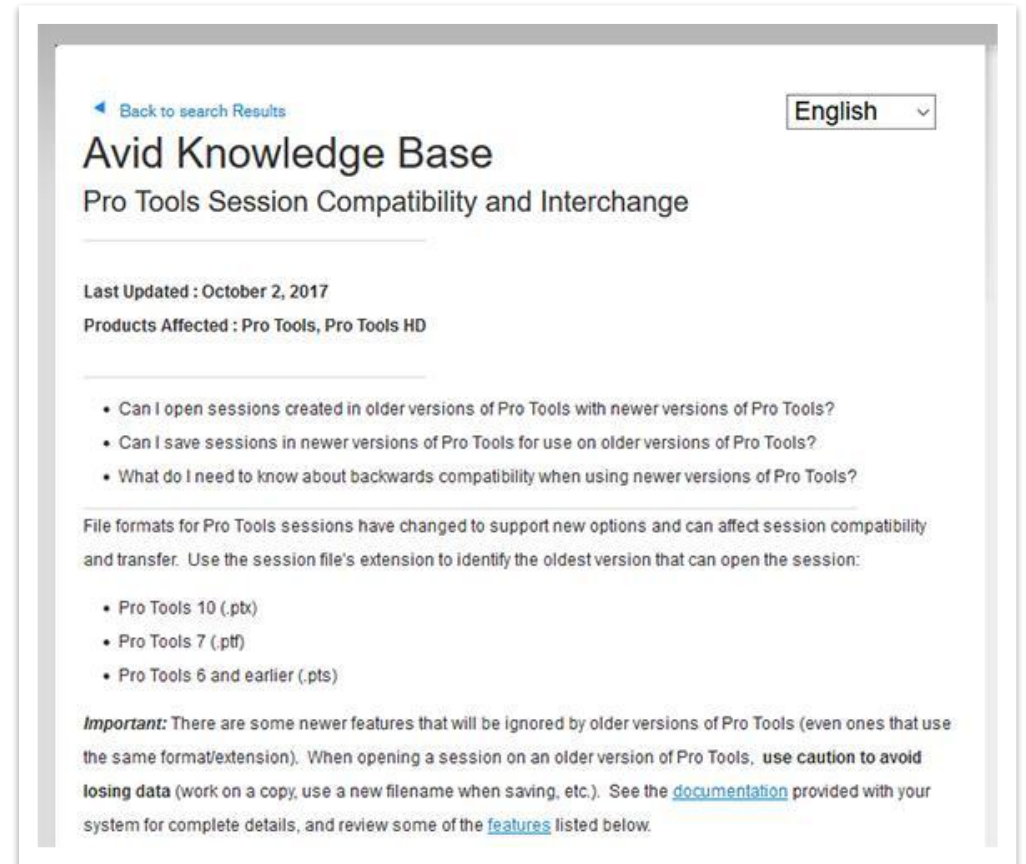 Back to search Results
English
Avid Knowledge Base
Pro Tools Session Compatibility and Interchange
Last Updated : October 2, 2017
Products Affected : Pro Tools, Pro Tools HD
• Can I open sessions created in older versions of Pro Tools with newer versions of Pro Tools?
• Can I save sessions in newer versions of Pro Tools for use on older versions of Pro Tools?
• What do I need to know about backwards compatibility when using newer versions of Pro Tools?
File formats for Pro Tools sessions have changed to support new options and can affect session compatibility
and transfer. Use the session file's extension to identify the oldest version that can open the session:
• Pro Tools 10 (.ptx)
• Pro Tools 7 (.ptf)
• Pro Tools 6 and earlier (.pts)
Important: There are some newer features that will be ignored by older versions of Pro Tools (even ones that use
the same format/extension). When opening a session on an older version of Pro Tools, use caution to avoid
losing data (work on a copy, use a new filename when saving, etc.). See the documentation provided with your
system for complete details, and review some of the features listed below.